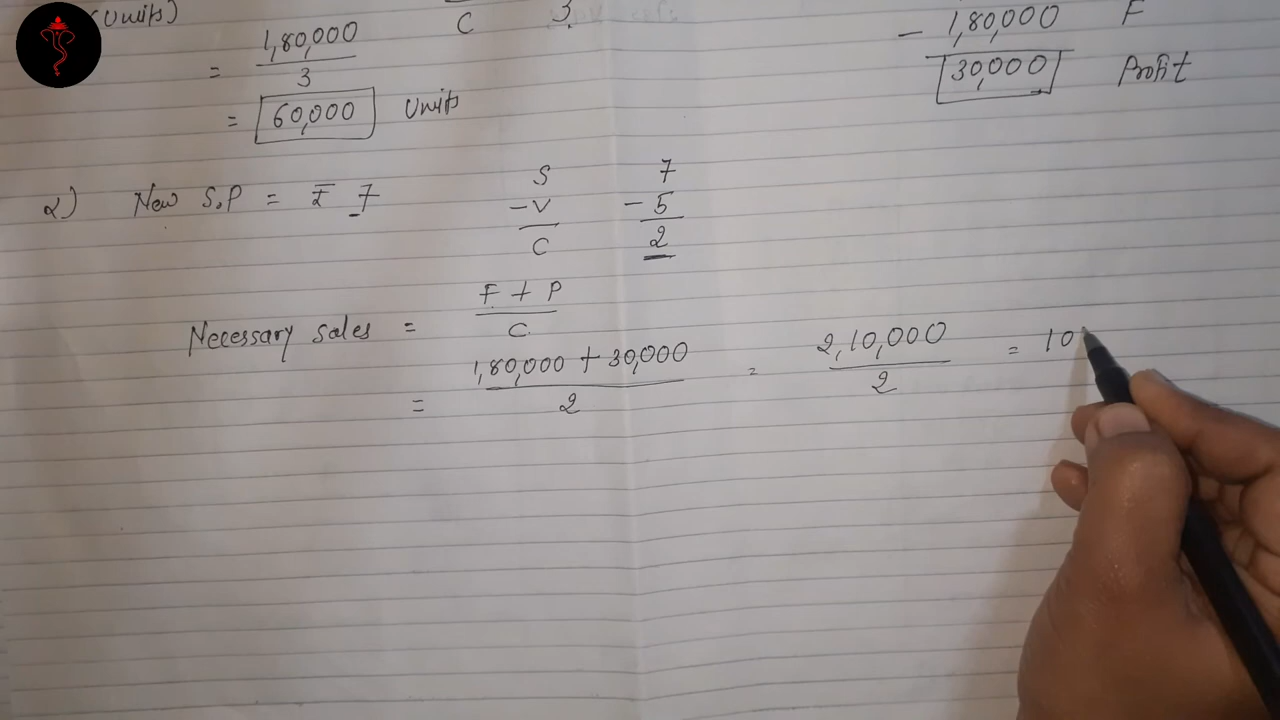 (Units)
C 3
1,80,000
= 3
= 60,000 Units
- 1,80,000 F
30,000 Profit
2) New S.P = ₹ 7
S 7
- V - 5
C 2
Necessary sales = F + P
C
= 1,80,000 + 30,000 = 2,10,000 = 10
2 2